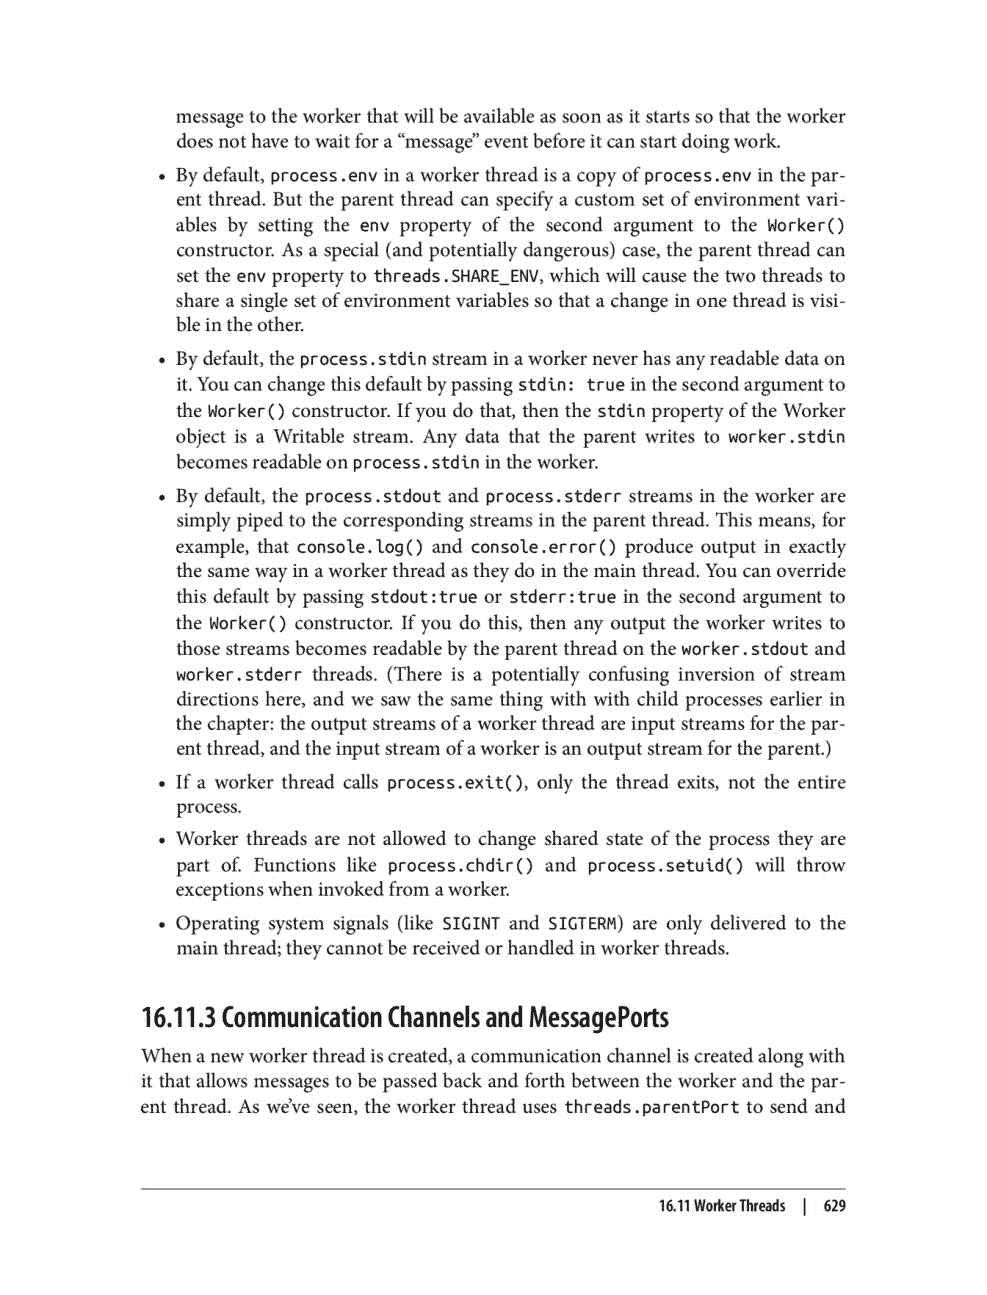 message to the worker that will be available as soon as it starts so that the worker
does not have to wait for a “message” event before it can start doing work.
• By default, process.env in a worker thread is a copy of process.env in the par-
ent thread. But the parent thread can specify a custom set of environment vari-
ables by setting the env property of the second argument to the Worker()
constructor. As a special (and potentially dangerous) case, the parent thread can
set the env property to threads.SHARE_ENV, which will cause the two threads to
share a single set of environment variables so that a change in one thread is visi-
ble in the other.
• By default, the process.stdin stream in a worker never has any readable data on
it. You can change this default by passing stdin: true in the second argument to
the Worker() constructor. If you do that, then the stdin property of the Worker
object is a Writable stream. Any data that the parent writes to worker.stdin
becomes readable on process.stdin in the worker.
• By default, the process.stdout and process.stderr streams in the worker are
simply piped to the corresponding streams in the parent thread. This means, for
example, that console.log() and console.error() produce output in exactly
the same way in a worker thread as they do in the main thread. You can override
this default by passing stdout:true or stderr:true in the second argument to
the Worker() constructor. If you do this, then any output the worker writes to
those streams becomes readable by the parent thread on the worker.stdout and
worker.stderr threads. (There is a potentially confusing inversion of stream
directions here, and we saw the same thing with with child processes earlier in
the chapter: the output streams of a worker thread are input streams for the par-
ent thread, and the input stream of a worker is an output stream for the parent.)
• If a worker thread calls process.exit(), only the thread exits, not the entire
process.
• Worker threads are not allowed to change shared state of the process they are
part of. Functions like process.chdir() and process.setuid() will throw
exceptions when invoked from a worker.
• Operating system signals (like SIGINT and SIGTERM) are only delivered to the
main thread; they cannot be received or handled in worker threads.
16.11.3 Communication Channels and MessagePorts
When a new worker thread is created, a communication channel is created along with
it that allows messages to be passed back and forth between the worker and the par-
ent thread. As we’ve seen, the worker thread uses threads.parentPort to send and
16.11 Worker Threads | 629